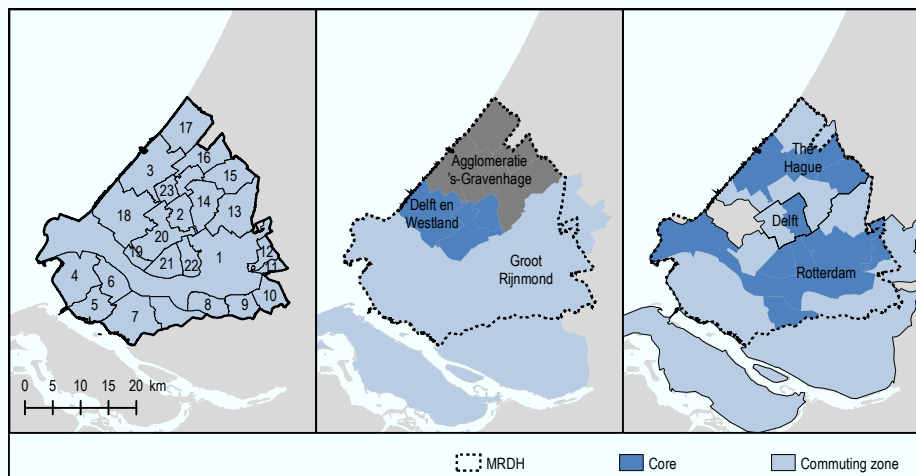 17
3
16
15
23
14
2
13
18
20
19
21
22
1
12
11
4
6
5
7
8
9
10
0 5 10 15 20 km
Agglomeratie
's-Gravenhage
Delft en
Westland
Groot
Rijnmond
The
Hague
Delft
Rotterdam
MRDH
Core
Commuting zone